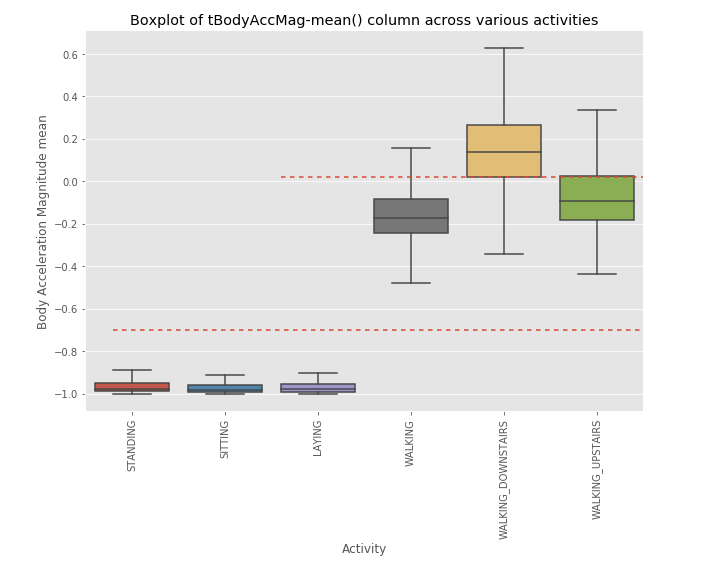 Boxplot of tBodyAccMag-mean() column across various activities
Body Acceleration Magnitude mean
0.6
0.4
0.2
0.0
−0.2
−0.4
−0.6
−0.8
−1.0
STANDING
SITTING
LAYING
WALKING
WALKING_DOWNSTAIRS
WALKING_UPSTAIRS
Activity